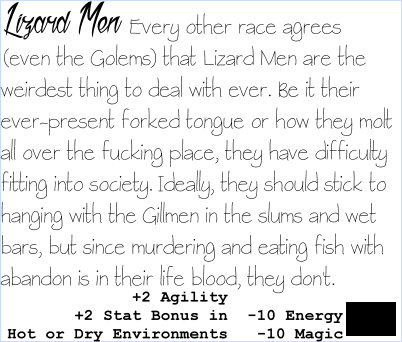 Lizard Men Every other race agrees
(even the Golems) that Lizard Men are the
weirdest thing to deal with ever. Be it their
ever-present forked tongue or how they molt
all over the fucking place, they have difficulty
fitting into society. Ideally, they should stick to
hanging with the Gillmen in the slums and wet
bars, but since murdering and eating fish with
abandon is in their life blood, they don't.
+2 Agility
+2 Stat Bonus in -10 Energy
Hot or Dry Environments -10 Magic